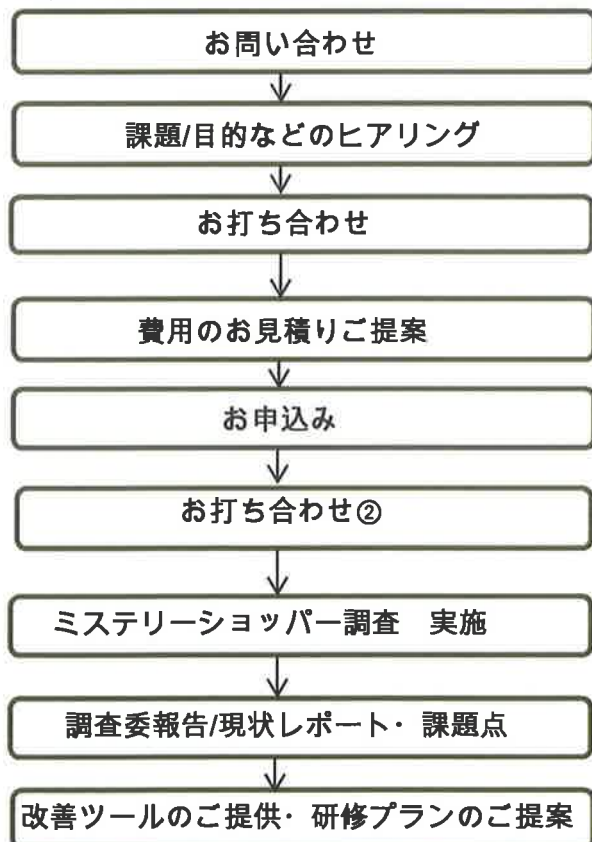 お問い合わせ
課題/目的などのヒアリング
お打ち合わせ
費用のお見積りご提案
お申込み
お打ち合わせ②
ミステリーショッパー調査　実施
調査委報告/現状レポート・課題点
改善ツールのご提供・研修プランのご提案